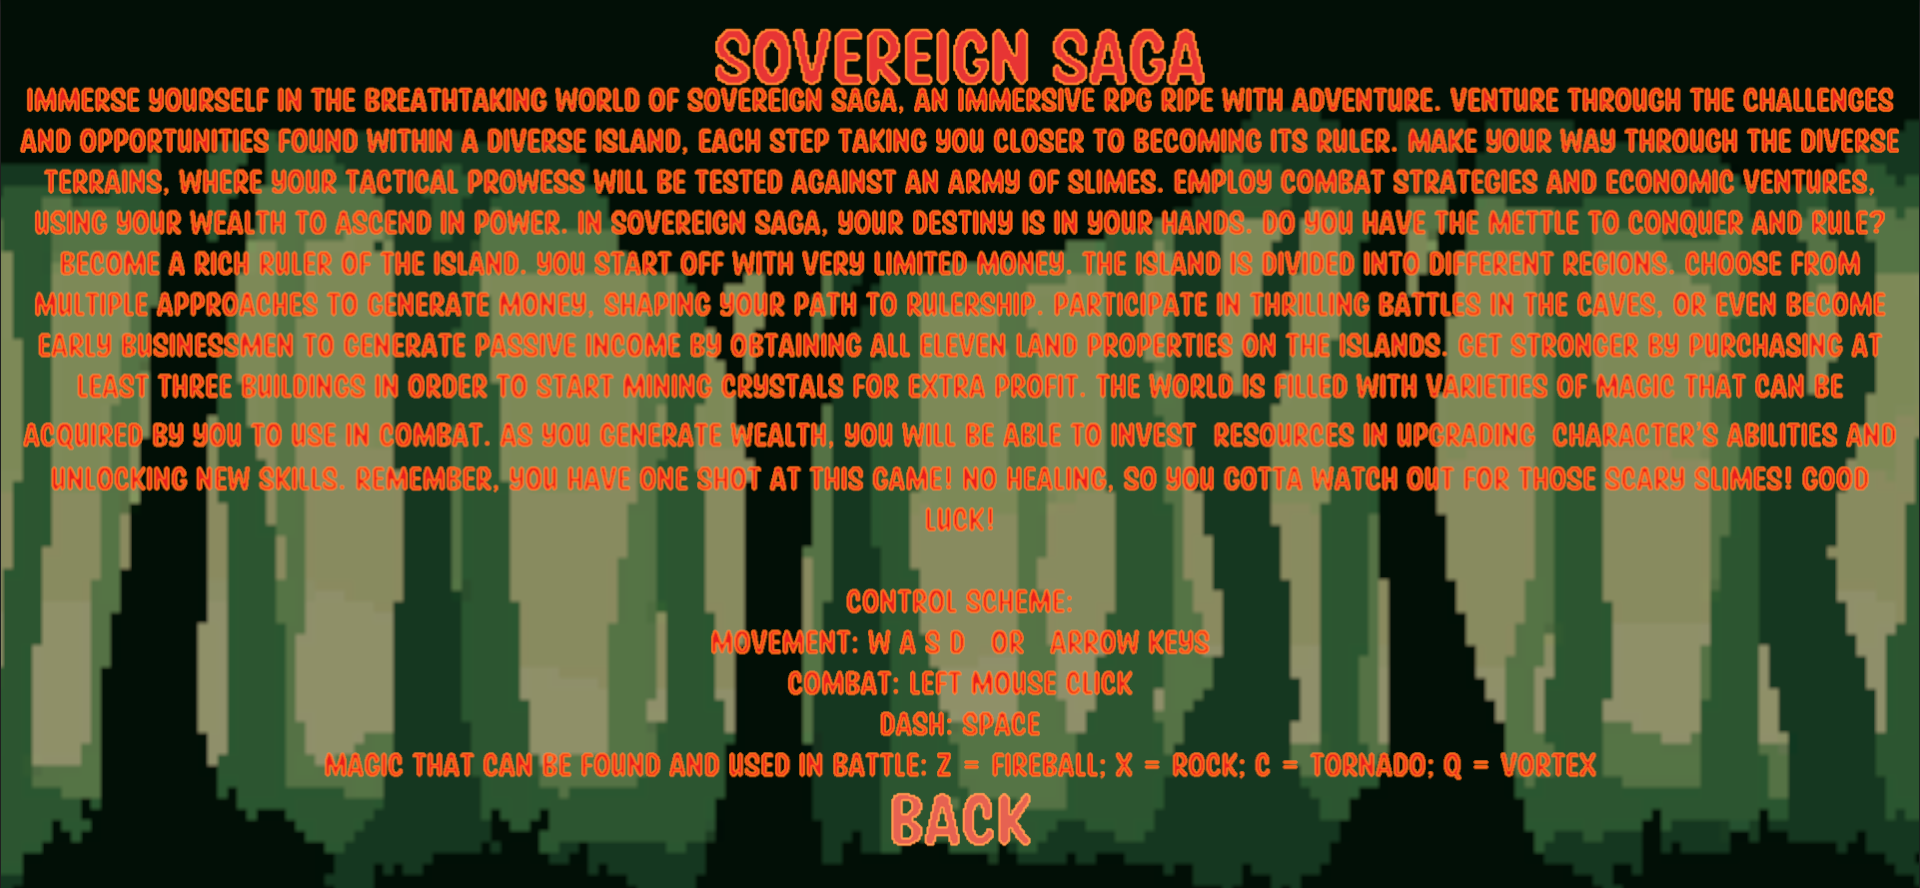 SOVEREIGN SAGA
IMMERSE YOURSELF IN THE BREATHTAKING WORLD OF SOVEREIGN SAGA, AN IMMERSIVE RPG RIPE WITH ADVENTURE. VENTURE THROUGH THE CHALLENGES
AND OPPORTUNITIES FOUND WITHIN A DIVERSE ISLAND, EACH STEP TAKING YOU CLOSER TO BECOMING ITS RULER. MAKE YOUR WAY THROUGH THE DIVERSE
TERRAINS, WHERE YOUR TACTICAL PROWESS WILL BE TESTED AGAINST AN ARMY OF SLIMES. EMPLOY COMBAT STRATEGIES AND ECONOMIC VENTURES,
USING YOUR WEALTH TO ASCEND IN POWER. IN SOVEREIGN SAGA, YOUR DESTINY IS IN YOUR HANDS. DO YOU HAVE THE METTLE TO CONQUER AND RULE?
BECOME A RICH RULER OF THE ISLAND. YOU START OFF WITH VERY LIMITED MONEY. THE ISLAND IS DIVIDED INTO DIFFERENT REGIONS. CHOOSE FROM
MULTIPLE APPROACHES TO GENERATE MONEY, SHAPING YOUR PATH TO RULERSHIP. PARTICIPATE IN THRILLING BATTLES IN THE CAVES, OR EVEN BECOME
EARLY BUSINESSMEN TO GENERATE PASSIVE INCOME BY OBTAINING ALL ELEVEN LAND PROPERTIES ON THE ISLANDS. GET STRONGER BY PURCHASING AT
LEAST THREE BUILDINGS IN ORDER TO START MINING CRYSTALS FOR EXTRA PROFIT. THE WORLD IS FILLED WITH VARIETIES OF MAGIC THAT CAN BE
ACQUIRED BY YOU TO USE IN COMBAT. AS YOU GENERATE WEALTH, YOU WILL BE ABLE TO INVEST RESOURCES IN UPGRADING CHARACTER'S ABILITIES AND
UNLOCKING NEW SKILLS. REMEMBER, YOU HAVE ONE SHOT AT THIS GAME! NO HEALING, SO YOU GOTTA WATCH OUT FOR THOSE SCARY SLIMES! GOOD
LUCK!
CONTROL SCHEME:
MOVEMENT: W A S D OR ARROW KEYS
COMBAT: LEFT MOUSE CLICK
DASH: SPACE
MAGIC THAT CAN BE FOUND AND USED IN BATTLE: Z = FIREBALL; X = ROCK; C = TORNADO; Q = VORTEX
BACK